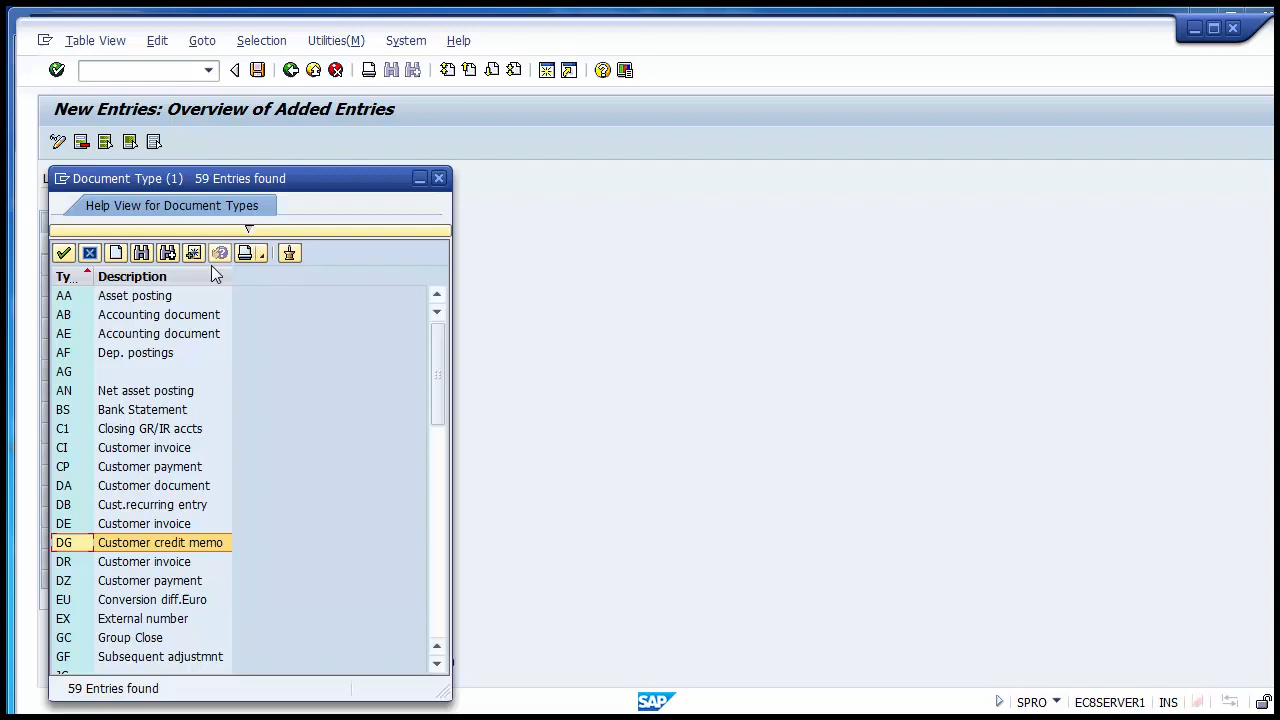 Table View Edit Goto Selection Utilities(M) System Help
New Entries: Overview of Added Entries
Document Type (1) 59 Entries found
Help View for Document Types
Ty... Description
AA Asset posting
AB Accounting document
AE Accounting document
AF Dep. postings
AG
AN Net asset posting
BS Bank Statement
C1 Closing GR/IR accts
CI Customer invoice
CP Customer payment
DA Customer document
DB Cust.recurring entry
DE Customer invoice
DG Customer credit memo
DR Customer invoice
DZ Customer payment
EU Conversion diff.Euro
EX External number
GC Group Close
GF Subsequent adjustmnt
59 Entries found
SAP SPRO EC8SERVER1 INS